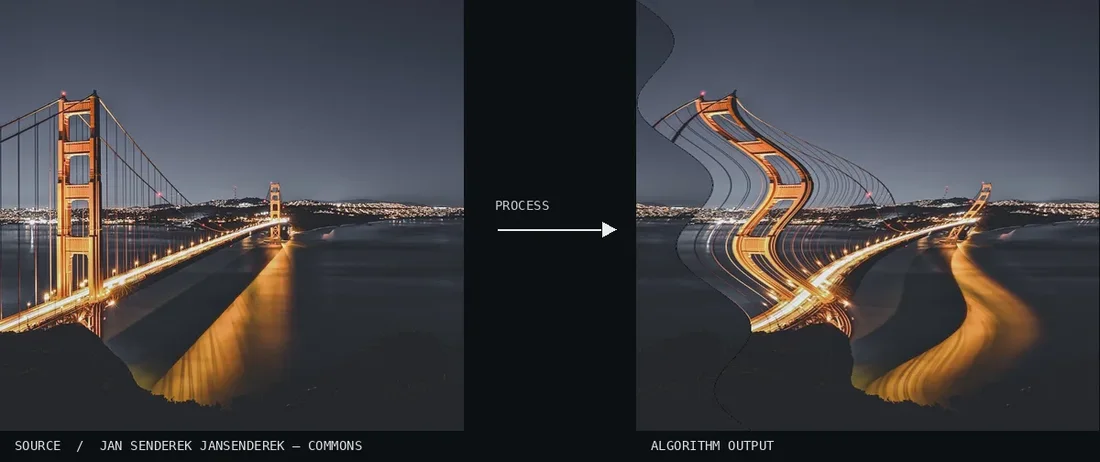 PROCESS
SOURCE / JAN SENDEREK JANSENDEREK — COMMONS
ALGORITHM OUTPUT